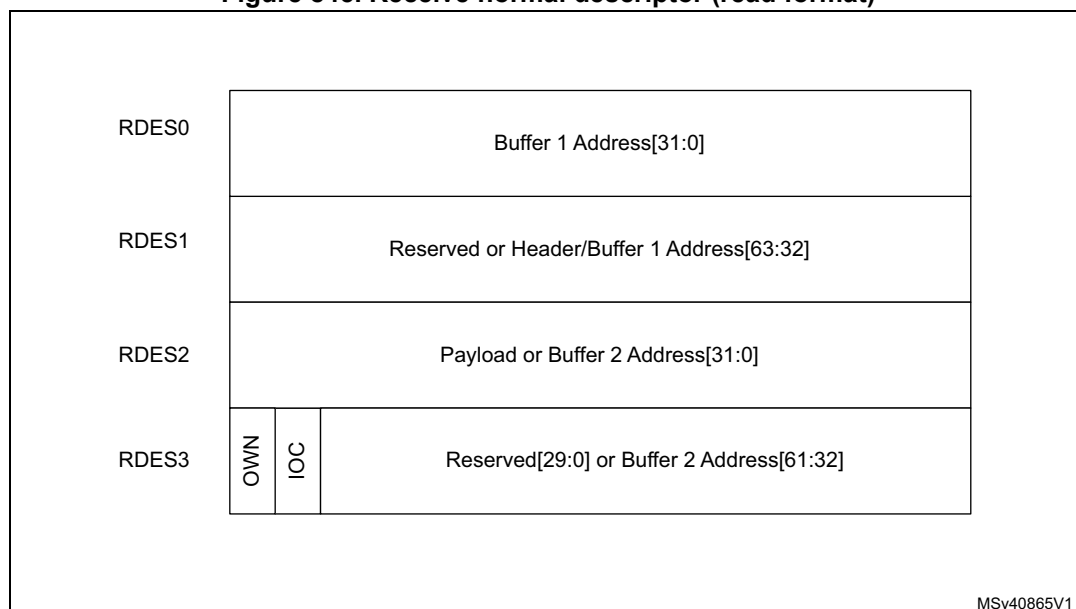 RDES0
Buffer 1 Address[31:0]
RDES1
Reserved or Header/Buffer 1 Address[63:32]
RDES2
Payload or Buffer 2 Address[31:0]
RDES3
OWN
IOC
Reserved[29:0] or Buffer 2 Address[61:32]
MSv40865V1